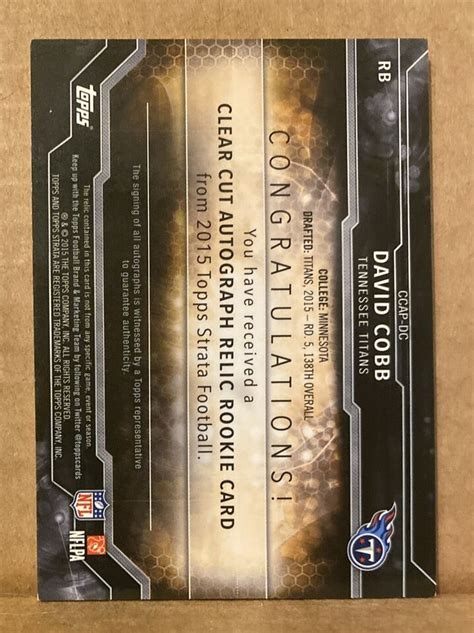 RB
CCAP-DC
DAVID COBB
TENNESSEE TITANS
COLLEGE: MINNESOTA
DRAFTED: TITANS, 2015 - RD. 5, 138TH OVERALL
CONGRATULATIONS!
You have received a
CLEAR CUT AUTOGRAPH RELIC ROOKIE CARD
from 2015 Topps Strata Football.
The signing of all autographs is witnessed by a Topps representative
to guarantee authenticity.
Topps
The relic contained in this card is not from any specific game, event or season.
Keep up with the Topps Football Brand & Marketing Team by following on Twitter @toppscards
® & © 2015 THE TOPPS COMPANY, INC. ALL RIGHTS RESERVED.
TOPPS AND TOPPS STRATA ARE REGISTERED TRADEMARKS OF THE TOPPS COMPANY, INC.
NFL
NFLPA